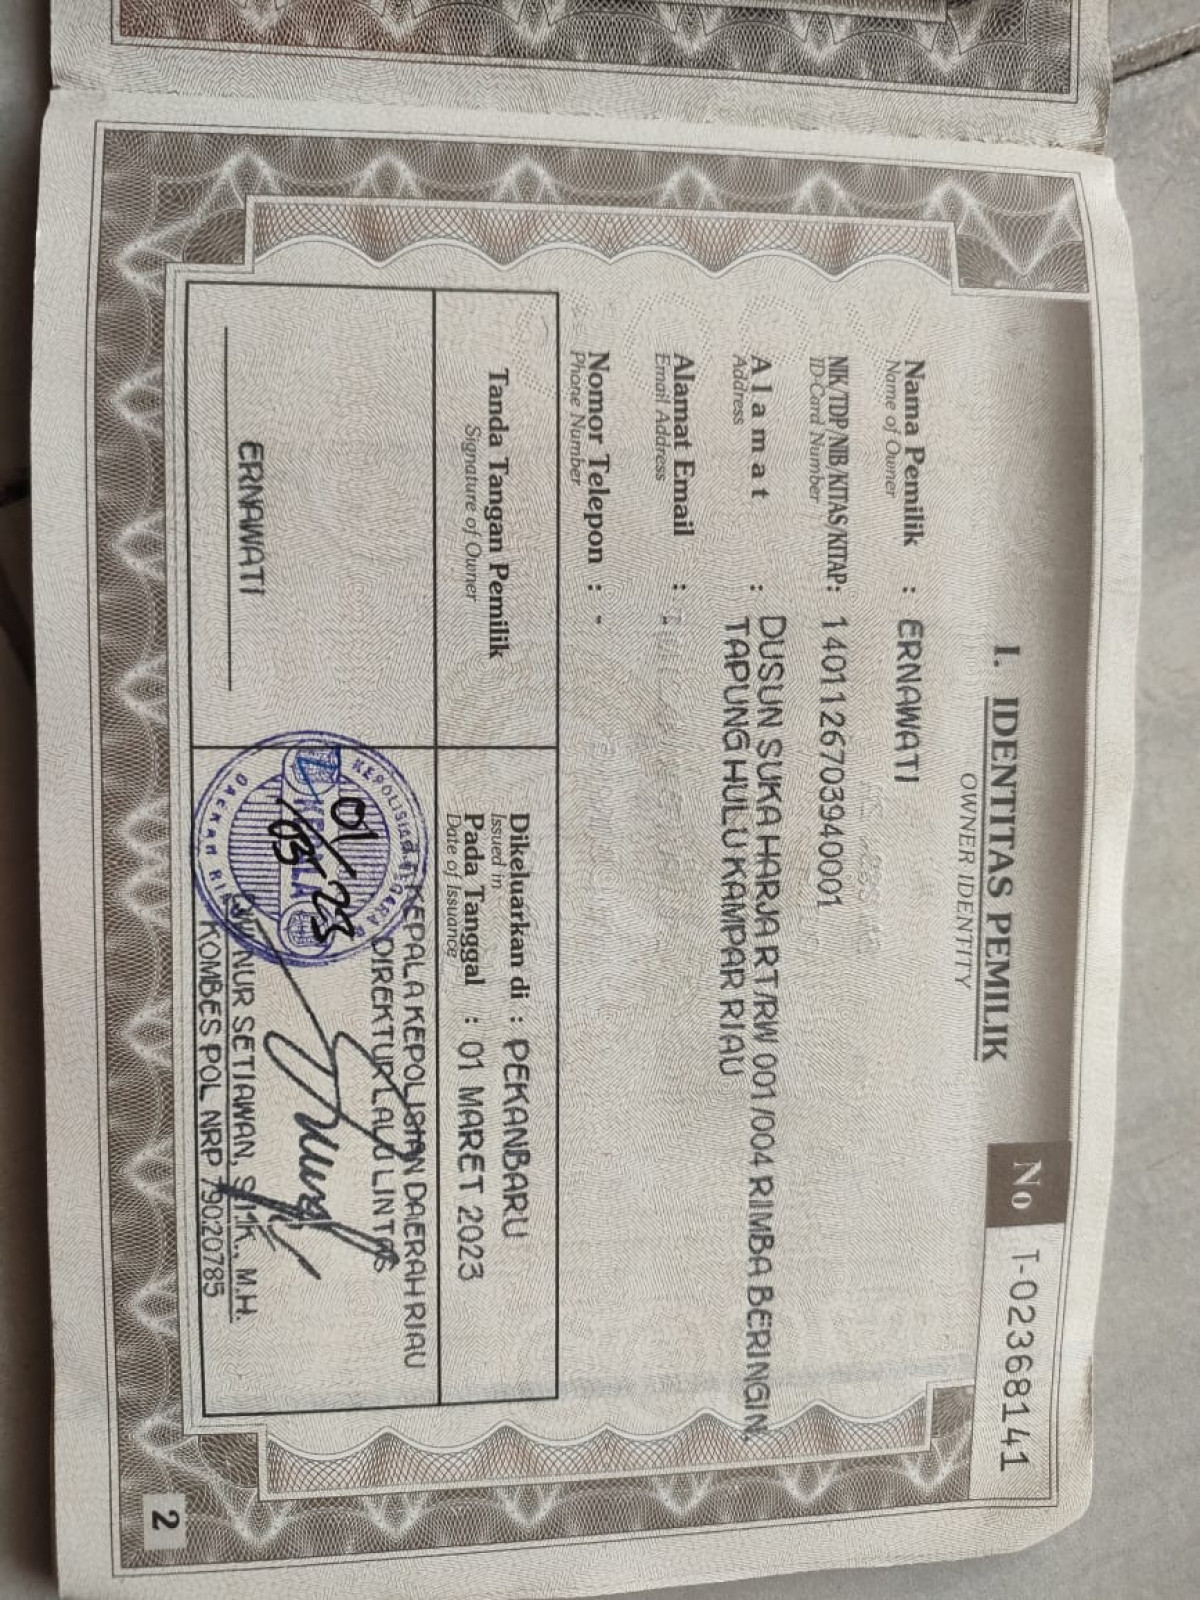 I. IDENTITAS PEMILIK
OWNER IDENTITY
No T-02368141
Nama Pemilik : ERNAWATI
Name of Owner
NIK/TDP/NIB/KITAS/KITAP : 1401126703940001
ID Card Number
Alamat : DUSUN SUKA HARJA RT/RW 001/004 RIMBA BERINGIN,
Address TAPUNG HULU KAMPAR RIAU
Alamat Email : -
Email Address
Nomor Telepon : -
Phone Number
Tanda Tangan Pemilik
Signature of Owner
ERNAWATI
Dikeluarkan di : PEKANBARU
Issued in
Pada Tanggal : 01 MARET 2023
Date of Issuance
KEPALA KEPOLISIAN DAERAH RIAU
DIREKTUR LALU LINTAS
01/03/23
NUR SETIAWAN, S.I.K., M.H.
KOMBES POL NRP 79020785
2